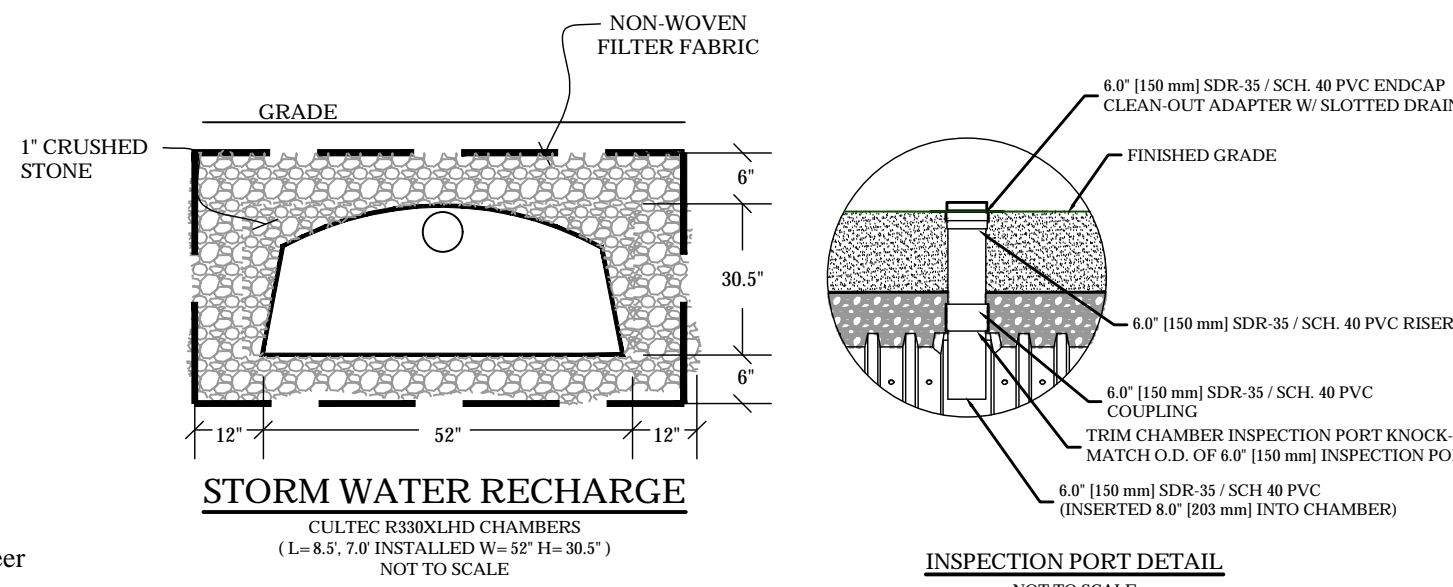 NON-WOVEN
FILTER FABRIC
GRADE
1" CRUSHED
STONE
6"
30.5"
6"
12"
52"
12"
STORM WATER RECHARGE
CULTEC R330XLHD CHAMBERS
( L= 8.5', 7.0' INSTALLED W= 52" H= 30.5" )
NOT TO SCALE
eer
6.0" [150 mm] SDR-35 / SCH. 40 PVC ENDCAP
CLEAN-OUT ADAPTER W/ SLOTTED DRAIN
FINISHED GRADE
6.0" [150 mm] SDR-35 / SCH. 40 PVC RISER
6.0" [150 mm] SDR-35 / SCH. 40 PVC
COUPLING
TRIM CHAMBER INSPECTION PORT KNOCK-
MATCH O.D. OF 6.0" [150 mm] INSPECTION PO
6.0" [150 mm] SDR-35 / SCH 40 PVC
(INSERTED 8.0" [203 mm] INTO CHAMBER)
INSPECTION PORT DETAIL
NOT TO SCALE